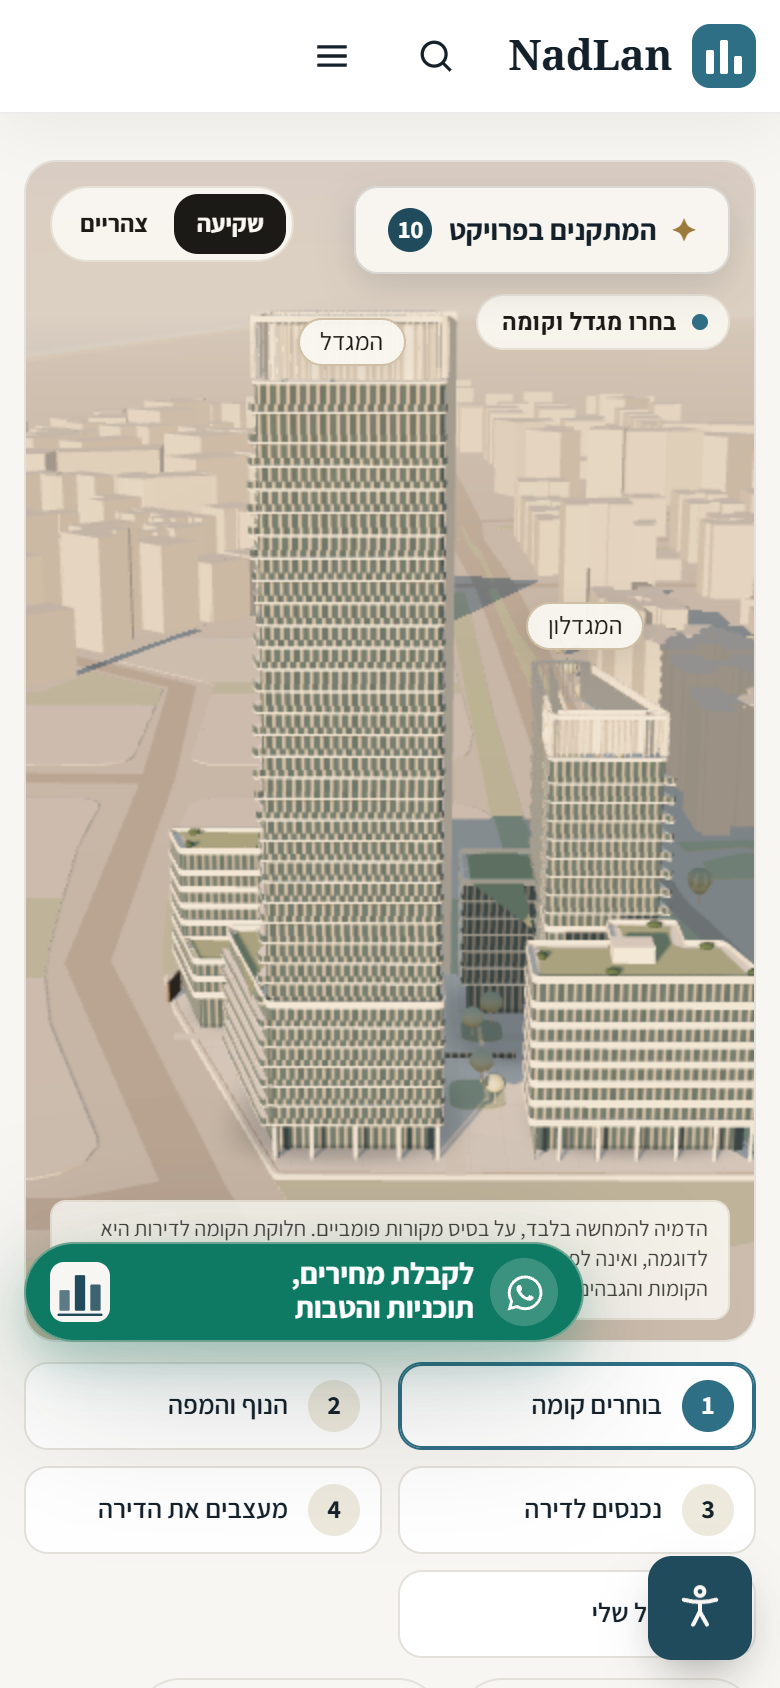 NadLan
המתקנים בפרויקט 10
שקיעה
צהריים
בחרו מגדל וקומה
המגדל
המגדלון
הדמיה להמחשה בלבד, על בסיס מקורות פומביים. חלוקת הקומה לדירות היא
לדוגמה, ואינה
הקומות
לקבלת מחירים,
תוכניות והטבות
1 בוחרים קומה
2 הנוף והמפה
3 נכנסים לדירה
4 מעצבים את הדירה
שלי